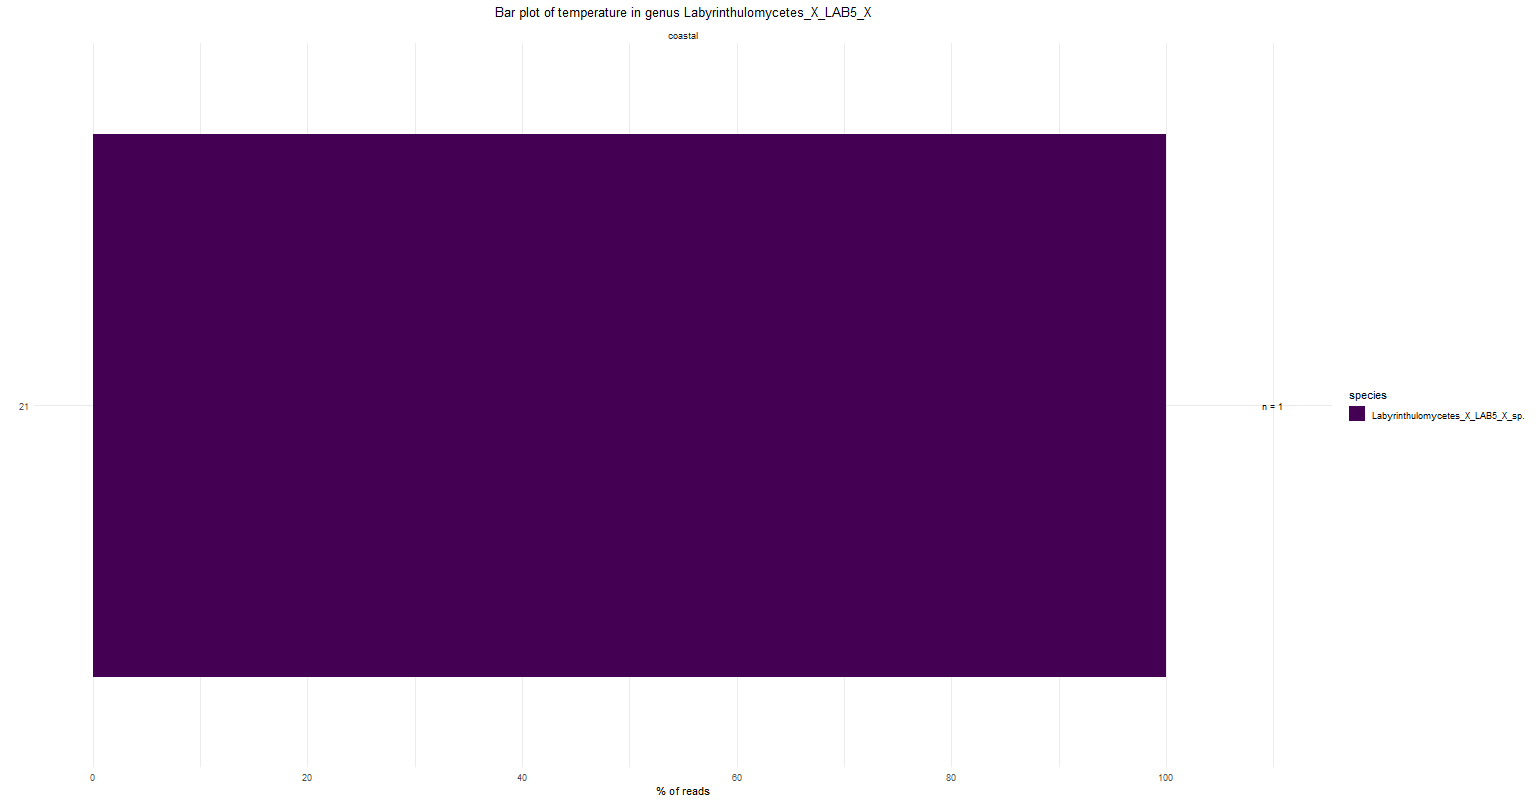 Bar plot of temperature in genus Labyrinthulomycetes_X_LAB5_X
coastal
21
n = 1
species
Labyrinthulomycetes_X_LAB5_X_sp.
0 20 40 60 80 100
% of reads